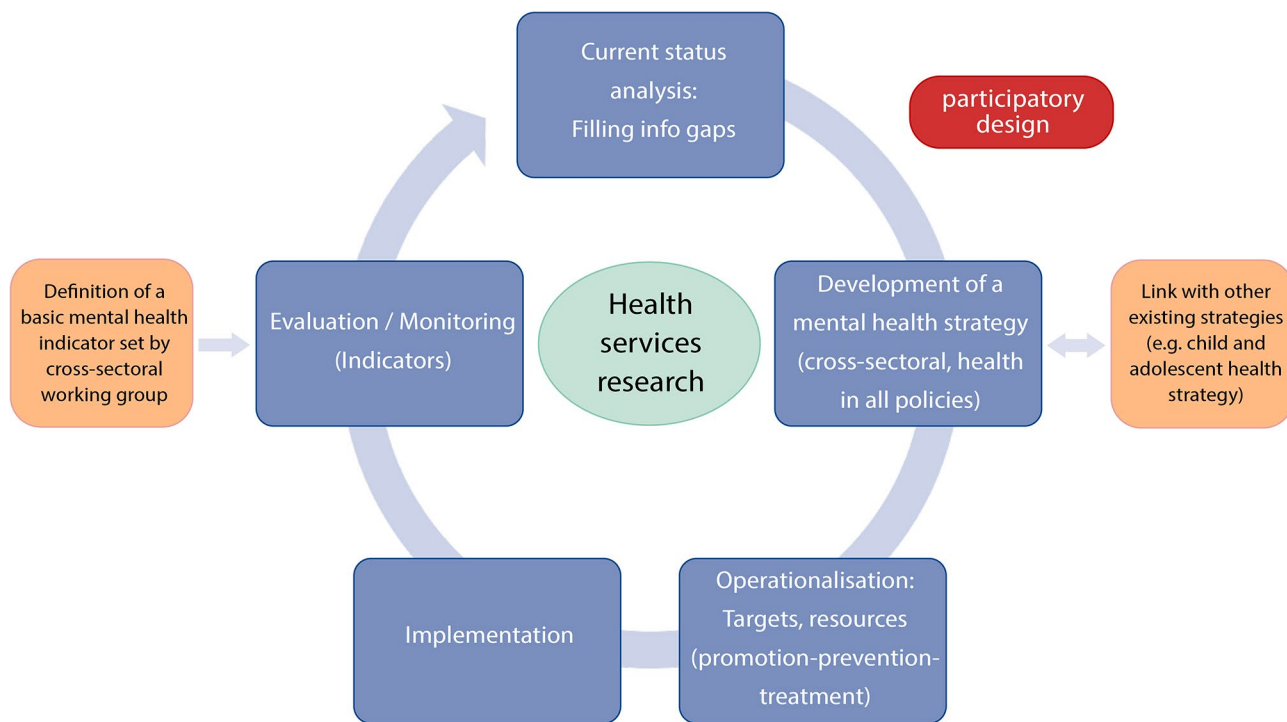 Current status
analysis:
Filling info gaps
participatory
design
Definition of a
basic mental health
indicator set by
cross-sectoral
working group
Evaluation / Monitoring
(Indicators)
Health
services
research
Development of a
mental health strategy
(cross-sectoral, health
in all policies)
Link with other
existing strategies
(e.g. child and
adolescent health
strategy)
Implementation
Operationalisation:
Targets, resources
(promotion-prevention-
treatment)